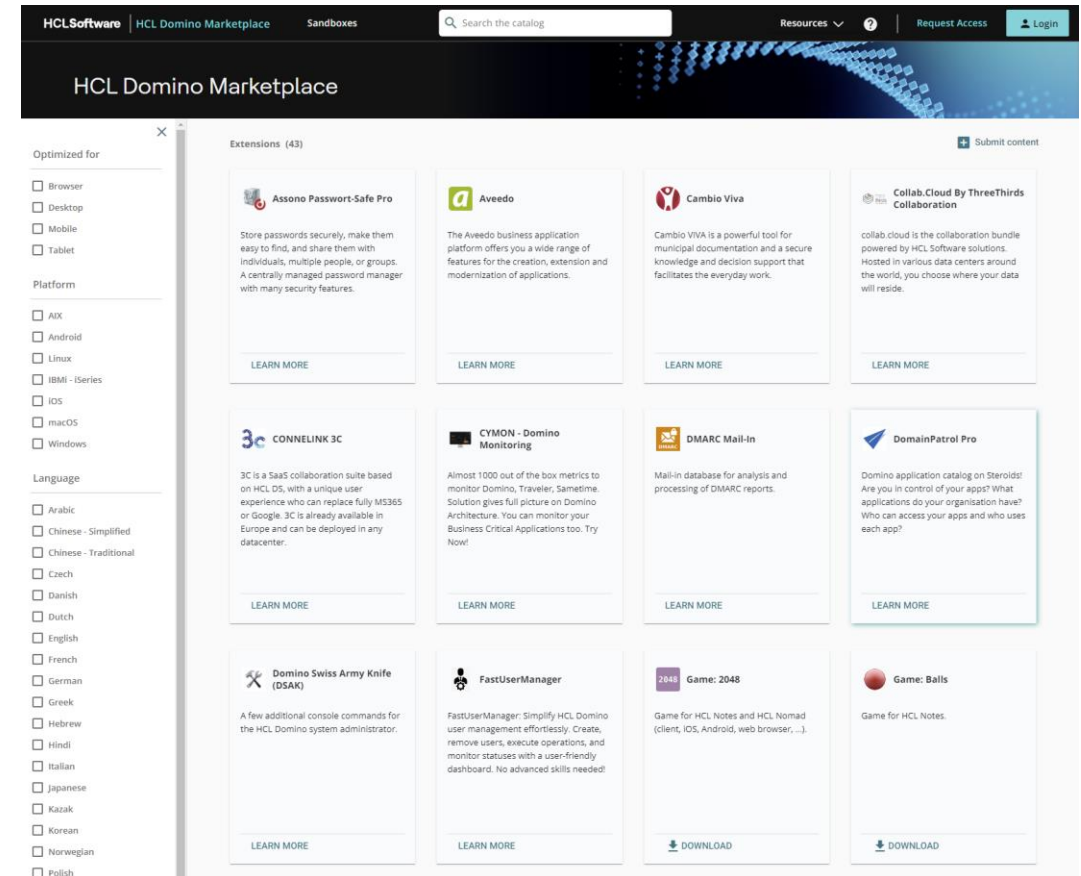 HCLSoftware HCL Domino Marketplace Sandboxes Search the catalog Resources ? Request Access Login
HCL Domino Marketplace
Optimized for
Browser
Desktop
Mobile
Tablet
Platform
AIX
Android
Linux
IBMi - iSeries
iOS
macOS
Windows
Language
Arabic
Chinese - Simplified
Chinese - Traditional
Czech
Danish
Dutch
English
French
German
Greek
Hebrew
Hindi
Italian
Japanese
Kazak
Korean
Norwegian
Polish
Extensions (43)
Submit content
Assono Passwort-Safe Pro
Store passwords securely, make them
easy to find, and share them with
individuals, multiple people, or groups.
A centrally managed password manager
with many security features.
LEARN MORE
Aveedo
The Aveedo business application
platform offers you a wide range of
features for the creation, extension and
modernization of applications.
LEARN MORE
Cambio Viva
Cambio VIVA is a powerful tool for
municipal documentation and a secure
knowledge and decision support that
facilitates the everyday work.
LEARN MORE
Collab.Cloud By ThreeThirds
Collaboration
collab.cloud is the collaboration bundle
powered by HCL Software solutions.
Hosted in various data centers around
the world, you choose where your data
will reside.
LEARN MORE
3c CONNELINK 3C
3C is a SaaS collaboration suite based
on HCL DS, with a unique user
experience who can replace fully MS365
or Google. 3C is already available in
Europe and can be deployed in any
datacenter.
LEARN MORE
CYMON - Domino
Monitoring
Almost 1000 out of the box metrics to
monitor Domino, Traveler, Sametime.
Solution gives full picture on Domino
Architecture. You can monitor your
Business Critical Applications too. Try
Now!
LEARN MORE
DMARC DMARC Mail-In
Mail-in database for analysis and
processing of DMARC reports.
LEARN MORE
DomainPatrol Pro
Domino application catalog on Steroids!
Are you in control of your apps? What
applications do your organisation have?
Who can access your apps and who uses
each app?
LEARN MORE
Domino Swiss Army Knife
(DSAK)
A few additional console commands for
the HCL Domino system administrator.
LEARN MORE
FastUserManager
FastUserManager: Simplify HCL Domino
user management effortlessly. Create,
remove users, execute operations, and
monitor statuses with a user-friendly
dashboard. No advanced skills needed!
LEARN MORE
2048 Game: 2048
Game for HCL Notes and HCL Nomad
(client, iOS, Android, web browser, ...).
DOWNLOAD
Game: Balls
Game for HCL Notes.
DOWNLOAD